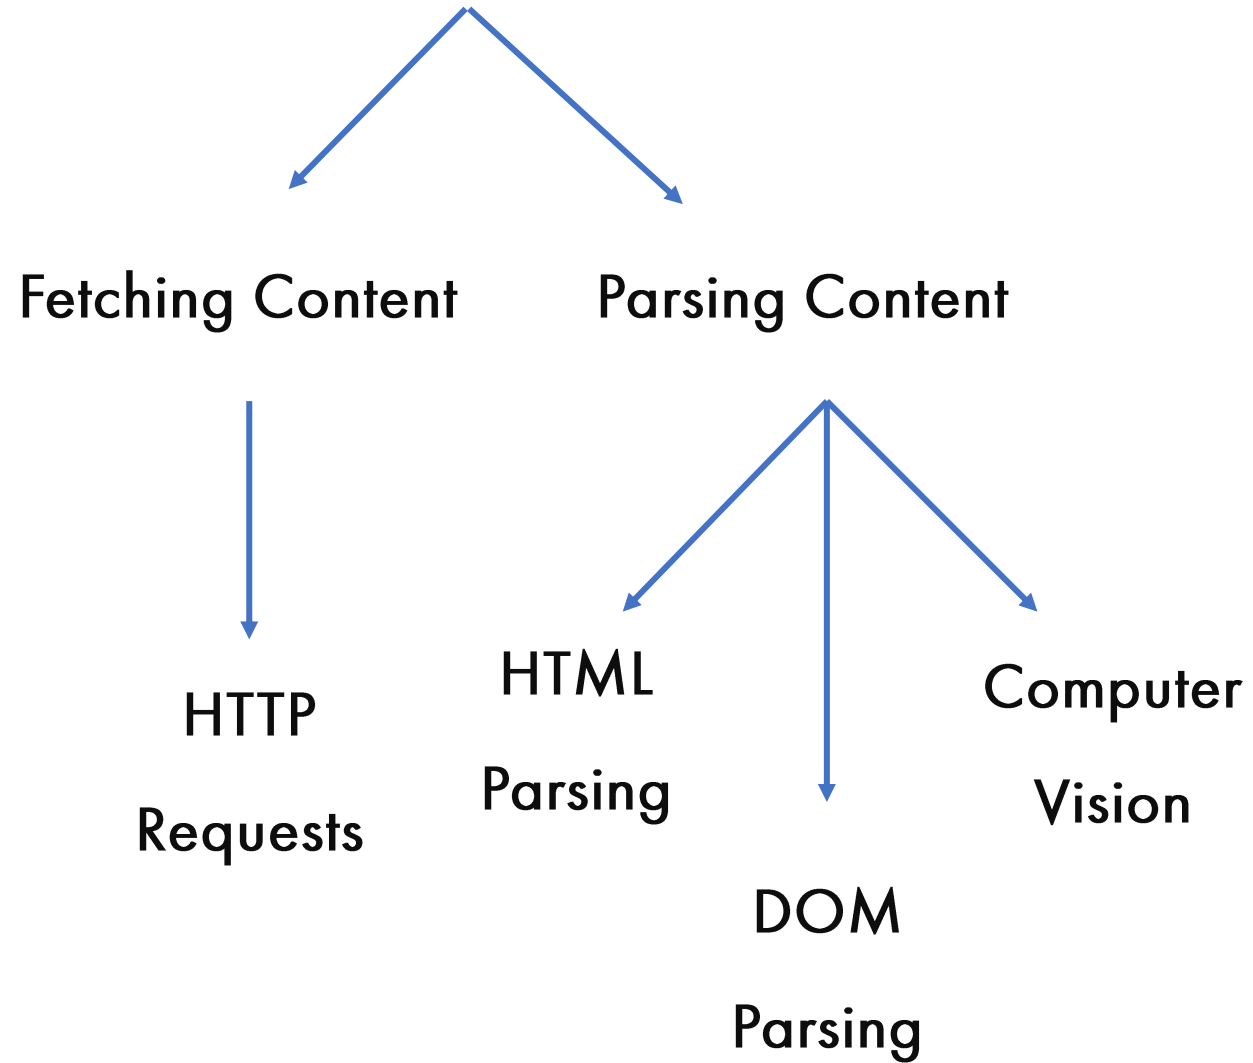 Fetching Content
Parsing Content
HTTP
Requests
HTML
Parsing
DOM
Parsing
Computer
Vision